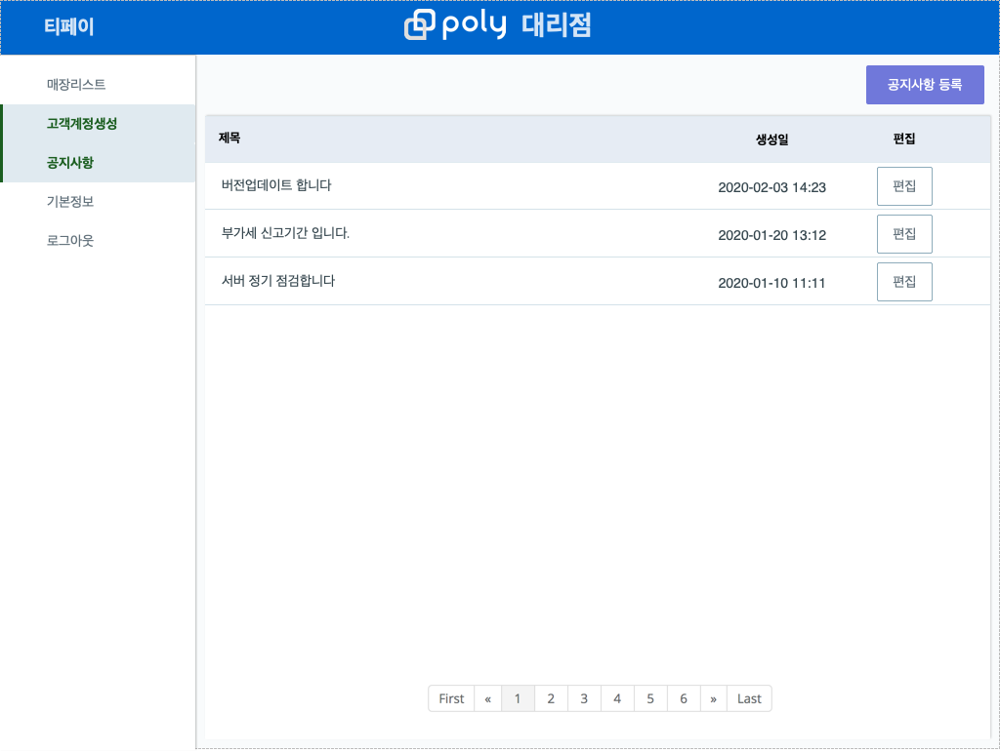 티페이
poly 대리점
매장리스트
고객계정생성
공지사항
기본정보
로그아웃
공지사항 등록
제목 생성일 편집
버전업데이트 합니다 2020-02-03 14:23 편집
부가세 신고기간 입니다. 2020-01-20 13:12 편집
서버 정기 점검합니다 2020-01-10 11:11 편집
First « 1 2 3 4 5 6 » Last